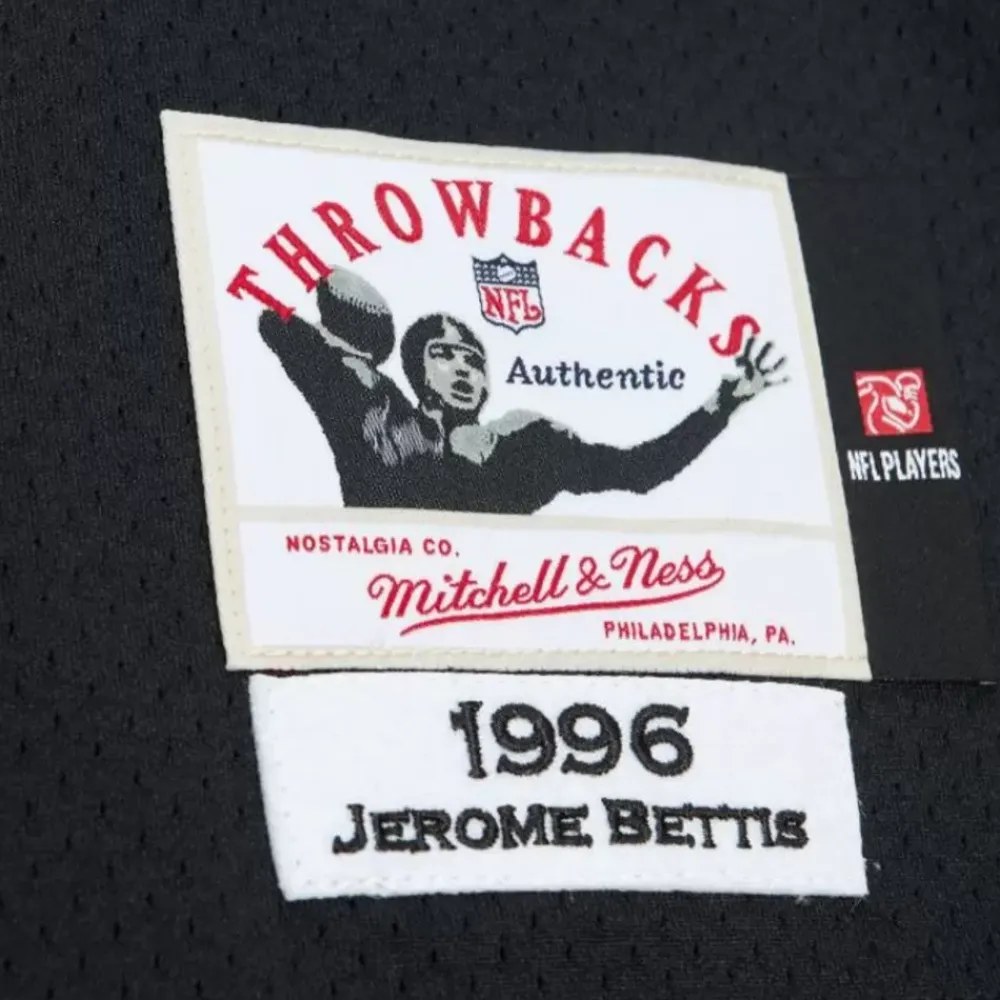 THROWBACKS
NFL
Authentic
NFL PLAYERS
NOSTALGIA CO.
Mitchell & Ness
PHILADELPHIA, PA.
1996
JEROME BETTIS